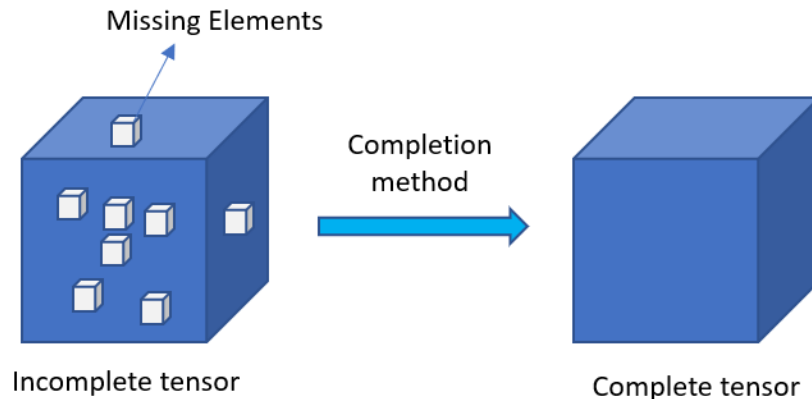 Missing Elements
Completion
method
Incomplete tensor
Complete tensor